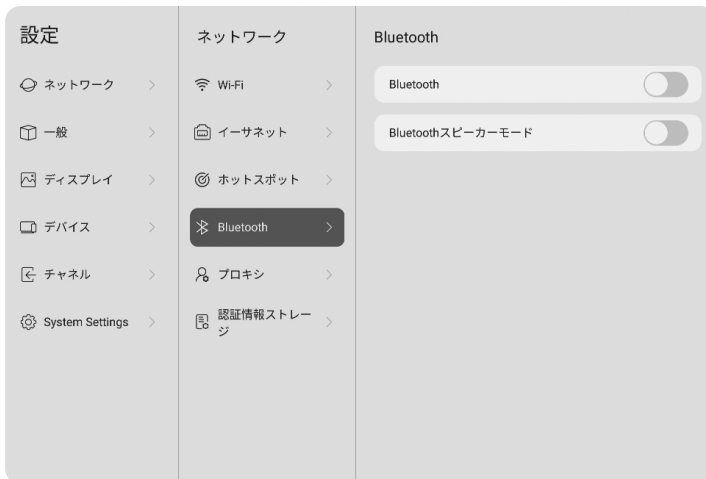 設定
ネットワーク
一般
ディスプレイ
デバイス
チャネル
System Settings
ネットワーク
Wi-Fi
イーサネット
ホットスポット
Bluetooth
プロキシ
認証情報ストレー
ジ
Bluetooth
Bluetooth
Bluetoothスピーカーモード